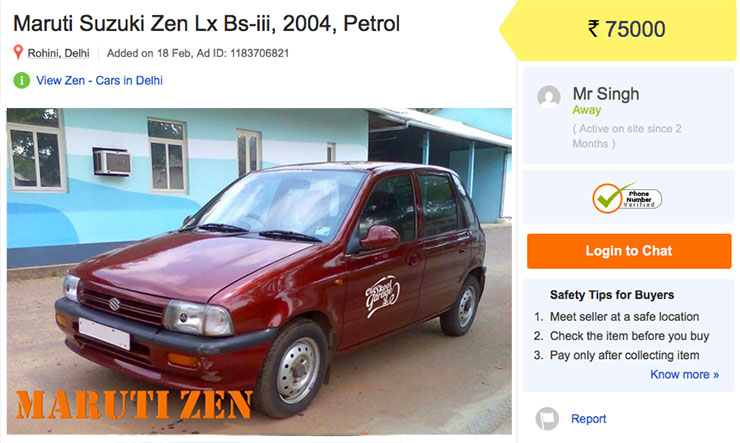 Maruti Suzuki Zen Lx Bs-iii, 2004, Petrol
Rohini, Delhi | Added on 18 Feb, Ad ID: 1183706821
i View Zen - Cars in Delhi
Garage
MARUTI ZEN
₹ 75000
Mr Singh
Away
( Active on site since 2
Months )
Phone
Number
Verified
Login to Chat
Safety Tips for Buyers
1. Meet seller at a safe location
2. Check the item before you buy
3. Pay only after collecting item
Know more »
Report